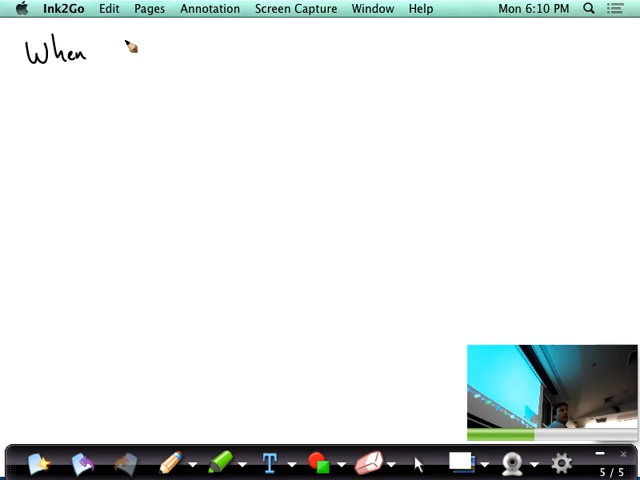 Ink2Go Edit Pages Annotation Screen Capture Window Help Mon 6:10 PM
When
T
5 / 5